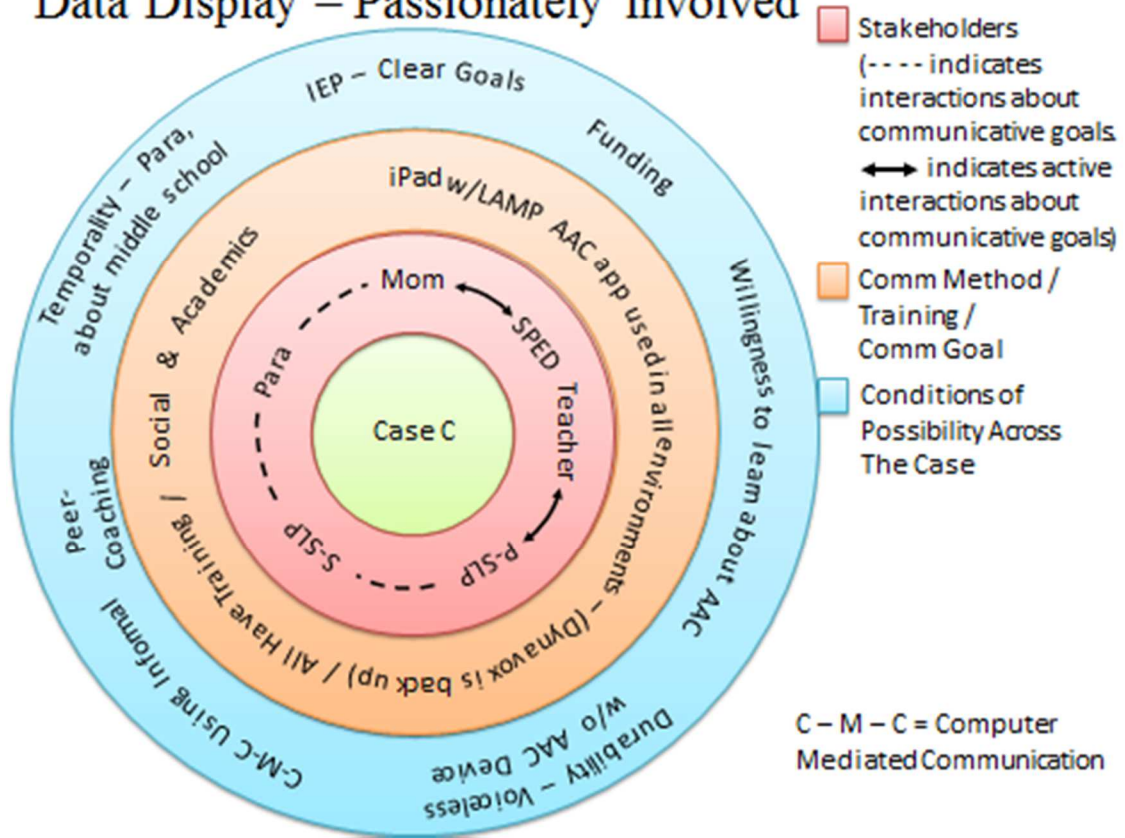 Data Display – Passionately Involved
IEP – Clear Goals
Funding
Willingness to learn about AAC
Durability – Voiceless
w/o AAC Device
C-M-C Using Informal
Peer-
Coaching
Temporality – Para,
about middle school
iPad w/LAMP AAC app used in all environments – (Dynavox is back up) / All Have Training / Social & Academics
Mom
SPED Teacher
P-SLP
S-SLP
Para
Case C
Stakeholders
(---- indicates
interactions about
communicative goals.
indicates active
interactions about
communicative goals)
Comm Method /
Training /
Comm Goal
Conditions of
Possibility Across
The Case
C – M – C = Computer
Mediated Communication